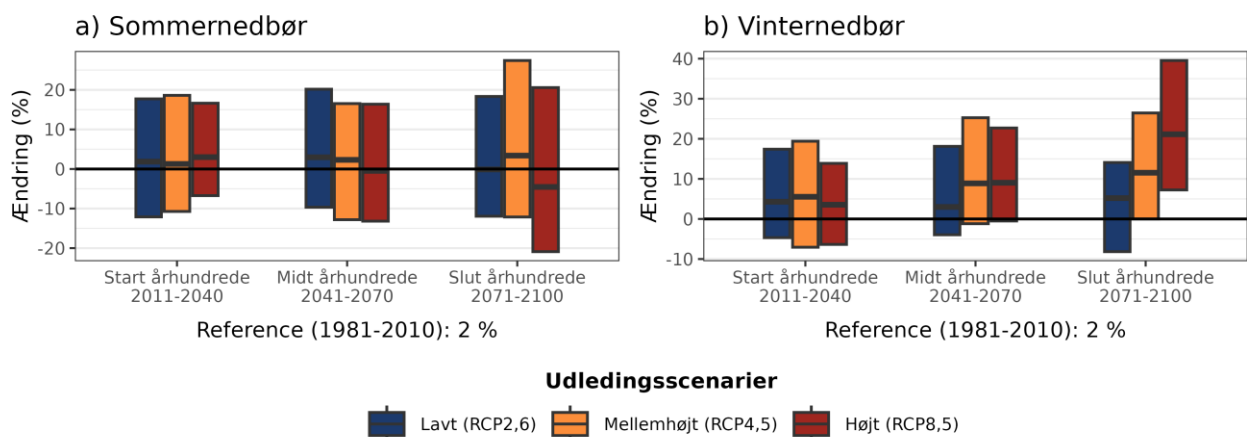 a) Sommernedbør
Ændring (%)
20
10
0
-10
-20
Start århundrede
2011-2040
Midt århundrede
2041-2070
Slut århundrede
2071-2100
Reference (1981-2010): 2 %
b) Vinternedbør
Ændring (%)
40
30
20
10
0
-10
Start århundrede
2011-2040
Midt århundrede
2041-2070
Slut århundrede
2071-2100
Reference (1981-2010): 2 %
Udledingsscenarier
Lavt (RCP2,6)
Mellemhøjt (RCP4,5)
Højt (RCP8,5)